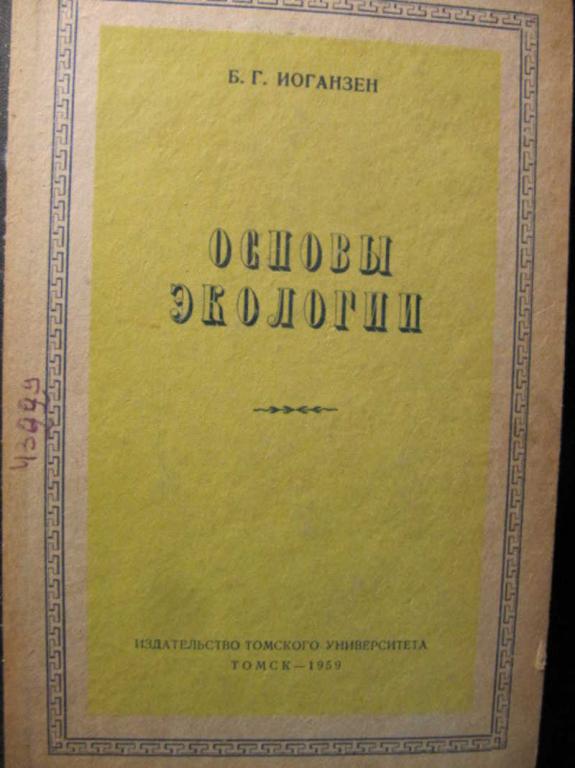 Б. Г. ИОГАНЗЕН
ОСНОВЫ
ЭКОЛОГИИ
ИЗДАТЕЛЬСТВО ТОМСКОГО УНИВЕРСИТЕТА
ТОМСК—1959